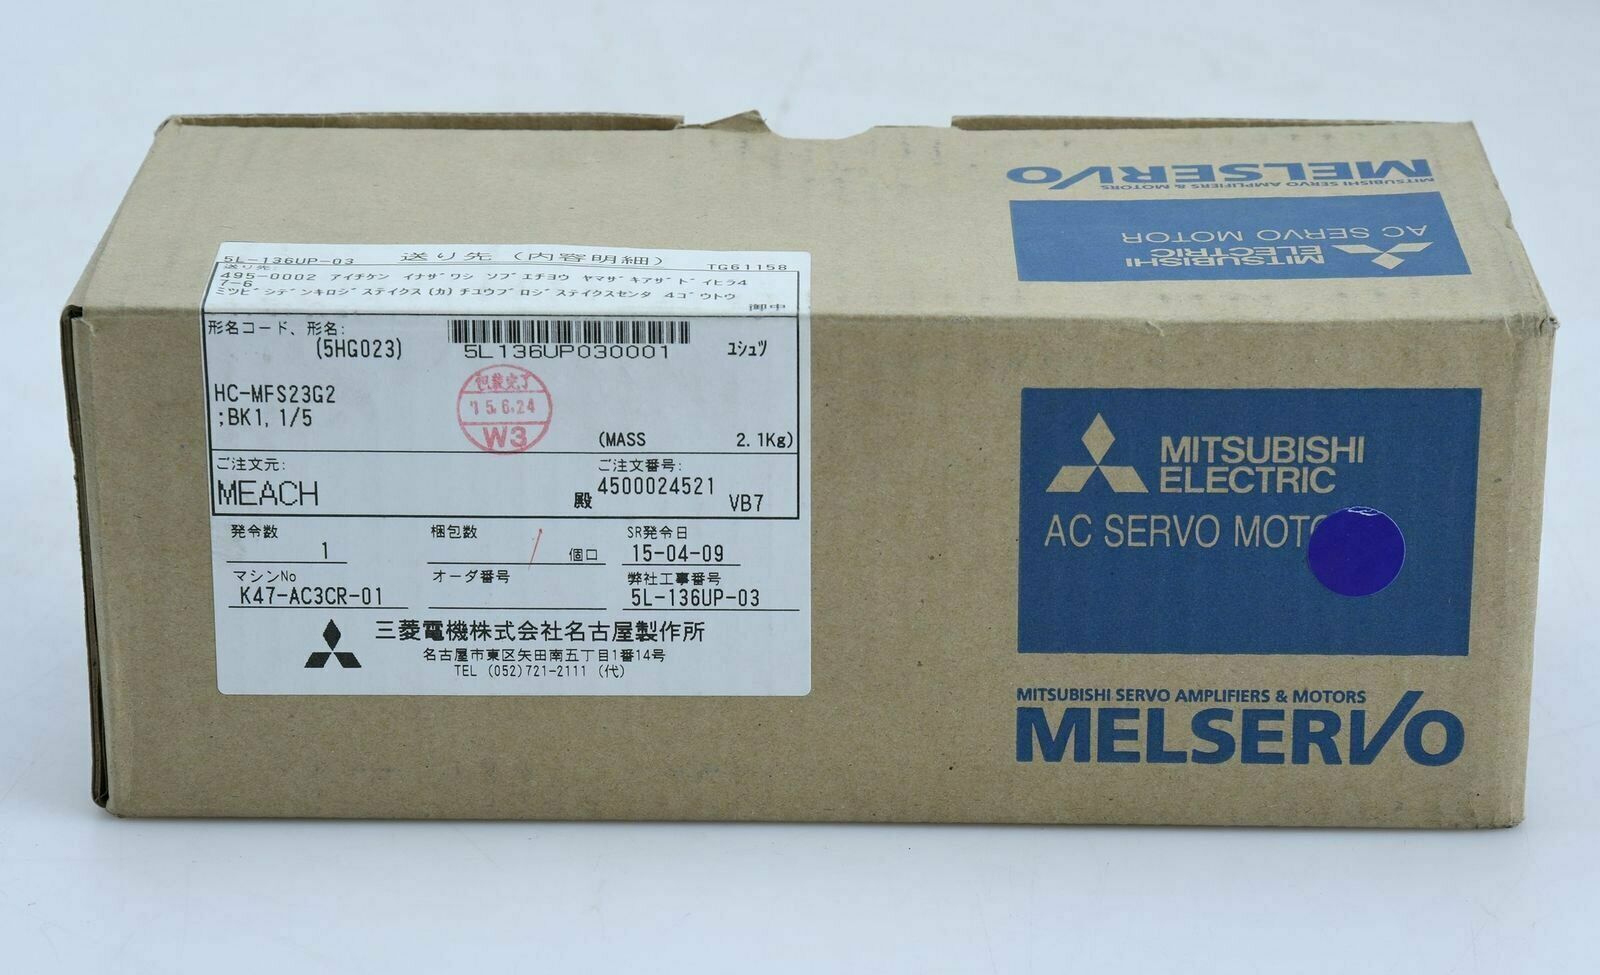 MITSUBISHI SERVO AMPLIFIERS & MOTORS
MELSERVO
MITSUBISHI
ELECTRIC
AC SERVO MOTOR
5L-136UP-03 送り先(内容明細) TG61158
送り先:
495-0002 アイチケン イナザワシ ソブエチヨウ ヤマザキアザドイヒラ4
7-6
ミツビシデンキロジステイクス(カ)チユウブロジステイクスセンタ 4ゴウトウ
御中
形名コード、形名:
(5HG023) 5L136UP030001 ユシュツ
HC-MFS23G2
;BK1,1/5
包装完了
15.6.24
W3
(MASS 2.1Kg)
ご注文元: ご注文番号:
MEACH 殿 4500024521 VB7
発令数 梱包数 SR発令日
1 / 個口 15-04-09
マシンNo オーダ番号 弊社工事番号
K47-AC3CR-01 5L-136UP-03
三菱電機株式会社名古屋製作所
名古屋市東区矢田南五丁目1番14号
TEL (052)721-2111 (代)
MITSUBISHI
ELECTRIC
AC SERVO MOTO
MITSUBISHI SERVO AMPLIFIERS & MOTORS
MELSERVO